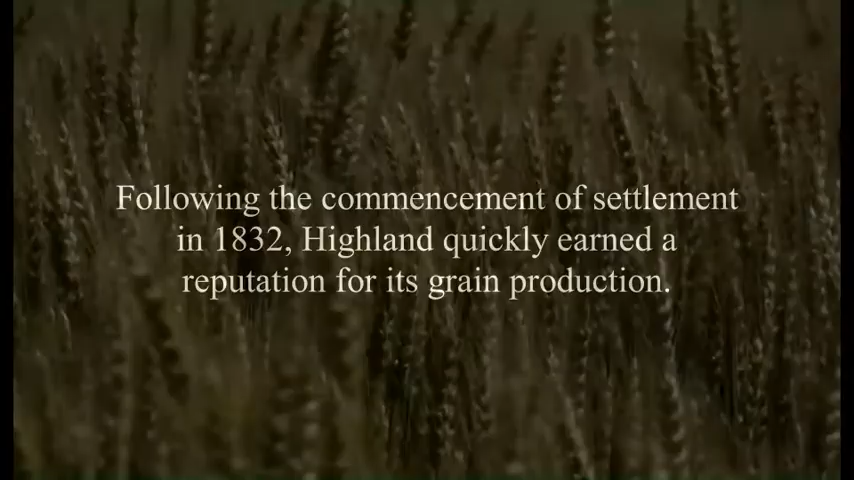 Following the commencement of settlement
in 1832, Highland quickly earned a
reputation for its grain production.